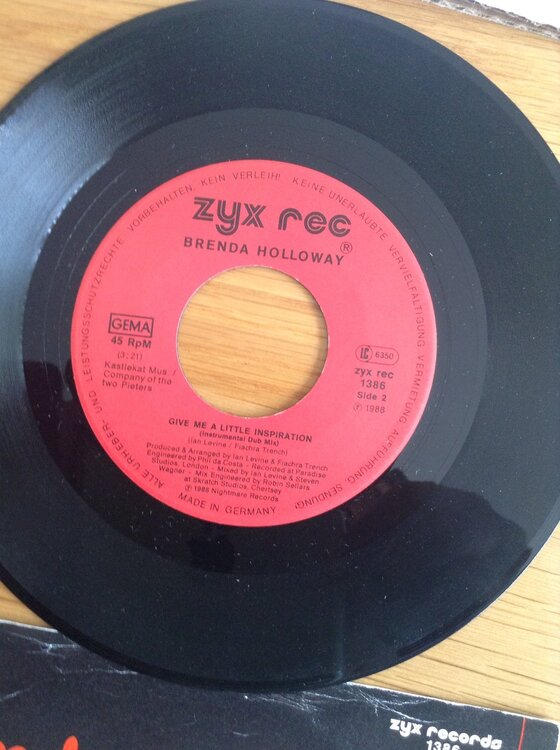 ALLE URHEBER- UND LEISTUNGSSCHUTZRECHTE VORBEHALTEN, KEIN VERLEIH! KEINE UNERLAUBTE VERVIELFÄLTIGUNG, VERMIETUNG, AUFFÜHRUNG, SENDUNG!
zyx rec
®
BRENDA HOLLOWAY
GEMA
45 RpM
(3:21)
Kastlekat Mus. /
Company of the
two Pieters
LC 6350
zyx rec
1386
Side 2
℗ 1988
GIVE ME A LITTLE INSPIRATION
(Instrumental Dub Mix)
(Ian Levine / Fiachra Trench)
Produced & Arranged by Ian Levine & Fiachra Trench
Engineered by Phil da Costa - Recorded at Paradise
Studios, London - Mixed by Ian Levine & Steven
Wagner - Mix Engineered by Robin Sellars
at Skratch Studios, Chertsey
℗ 1988 Nightmare Records
MADE IN GERMANY
zyx records
1386